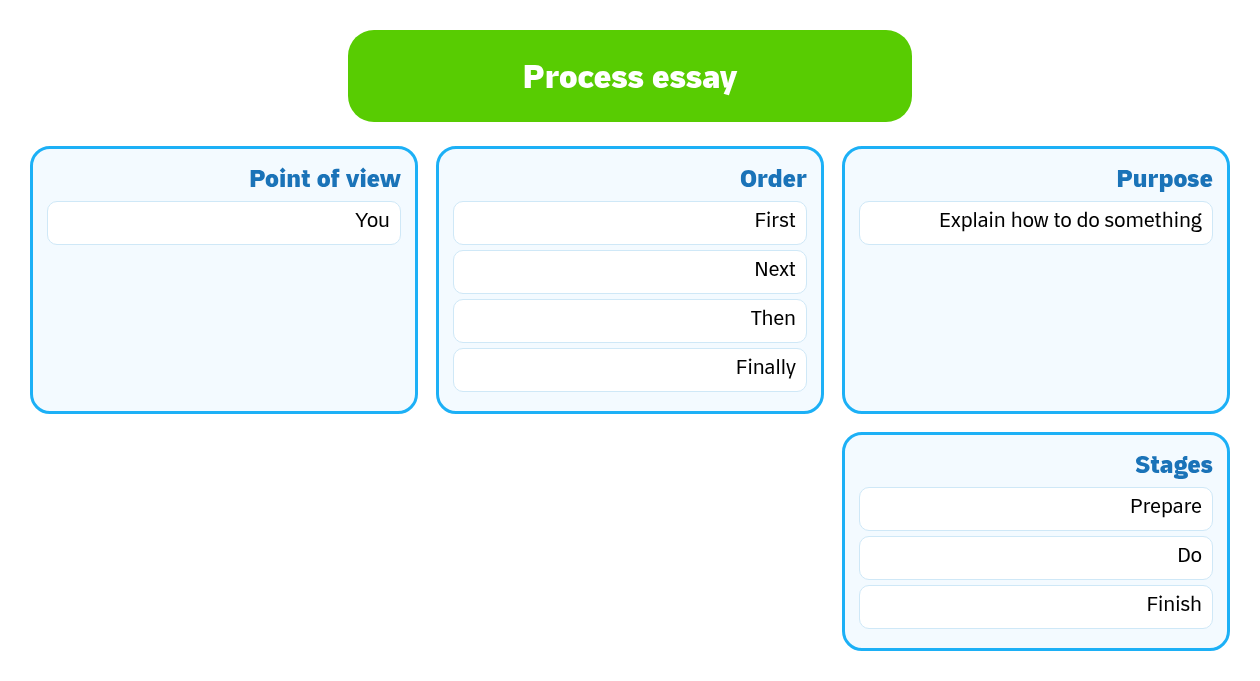 Process essay
Purpose
Explain how to do something
Order
First
Next
Then
Finally
Point of view
You
Stages
Prepare
Do
Finish